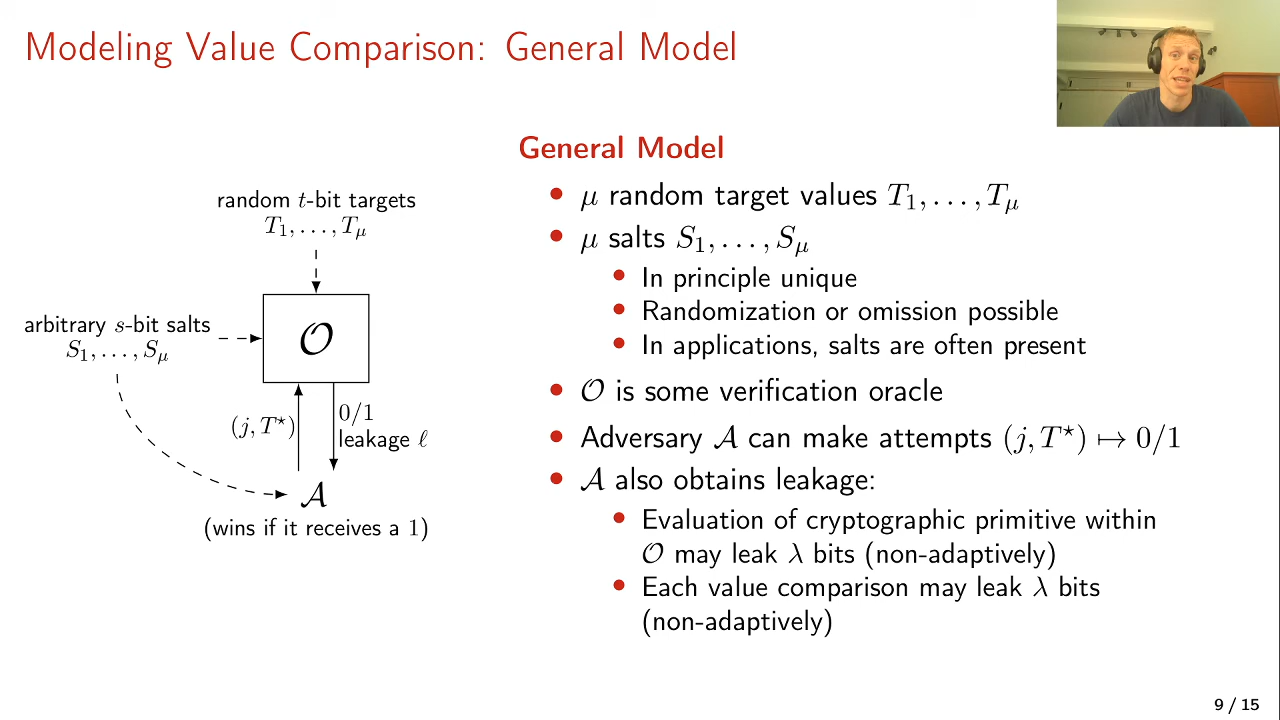 Modeling Value Comparison: General Model
random t-bit targets
T₁, . . . , Tμ
arbitrary s-bit salts
S₁, . . . , Sμ
𝒪
(j, T⋆)
0/1
leakage ℓ
𝒜
(wins if it receives a 1)
General Model
• μ random target values T₁, . . . , Tμ
• μ salts S₁, . . . , Sμ
• In principle unique
• Randomization or omission possible
• In applications, salts are often present
• 𝒪 is some verification oracle
• Adversary 𝒜 can make attempts (j, T⋆) ↦ 0/1
• 𝒜 also obtains leakage:
• Evaluation of cryptographic primitive within
𝒪 may leak λ bits (non-adaptively)
• Each value comparison may leak λ bits
(non-adaptively)
9 / 15